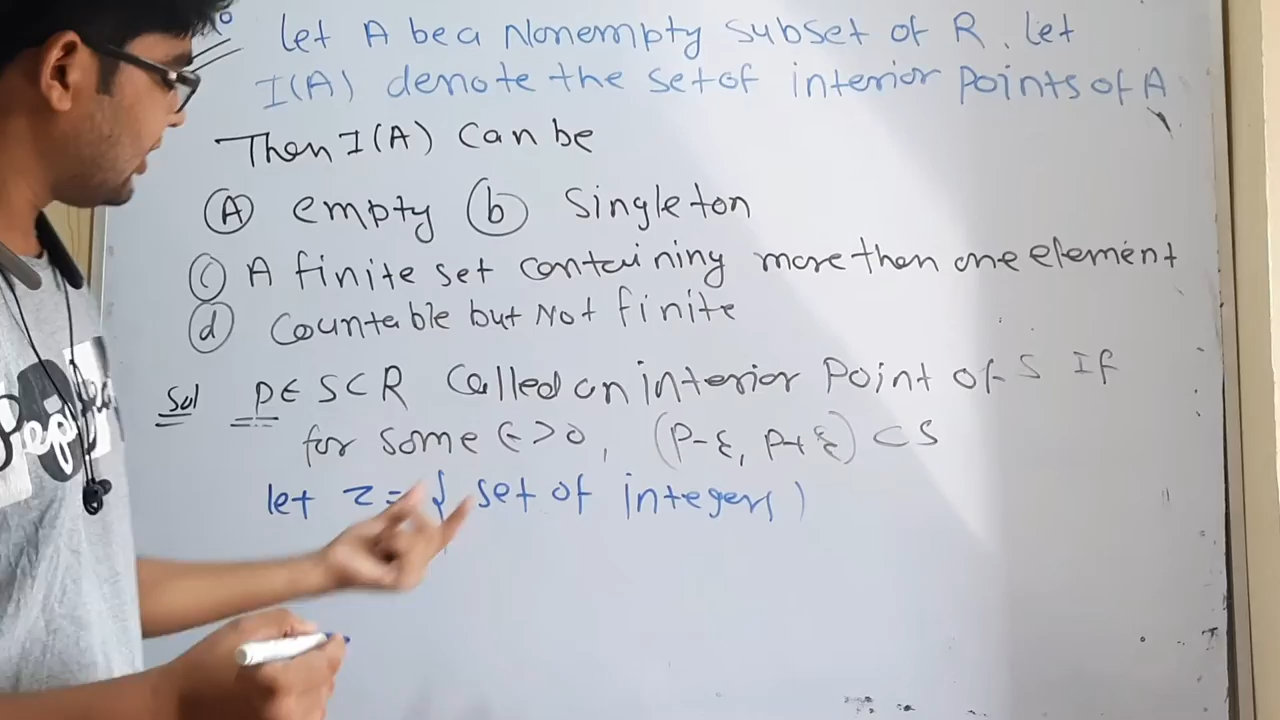 Let A be a Nonempty subset of R. Let
I(A) denote the set of interior points of A
Then I(A) can be
(A) empty (b) Singleton
(c) A finite set containing more then one element
(d) Countable but Not finite
Sol P ∈ S ⊂ R Called an interior Point of S If
for some ε > 0, (P-ε, P+ε) ⊂ S
let Z = { set of integers )